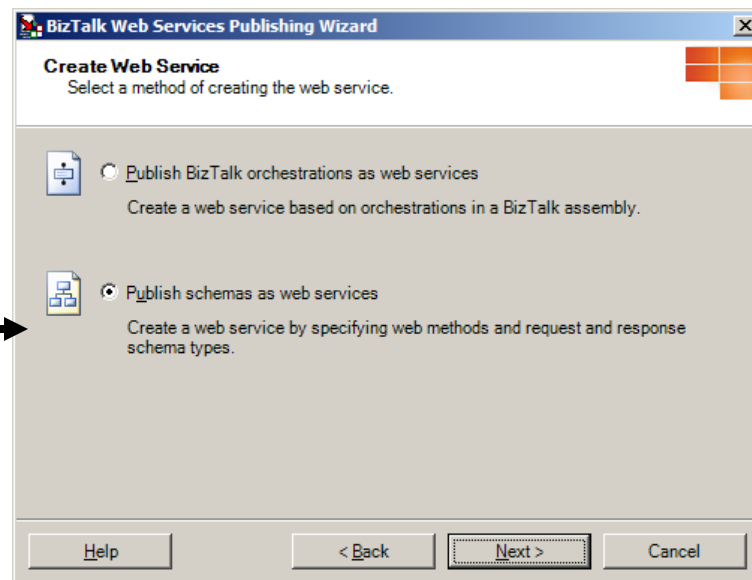 BizTalk Web Services Publishing Wizard
Create Web Service
Select a method of creating the web service.
Publish BizTalk orchestrations as web services
Create a web service based on orchestrations in a BizTalk assembly.
Publish schemas as web services
Create a web service by specifying web methods and request and response
schema types.
Help
< Back
Next >
Cancel